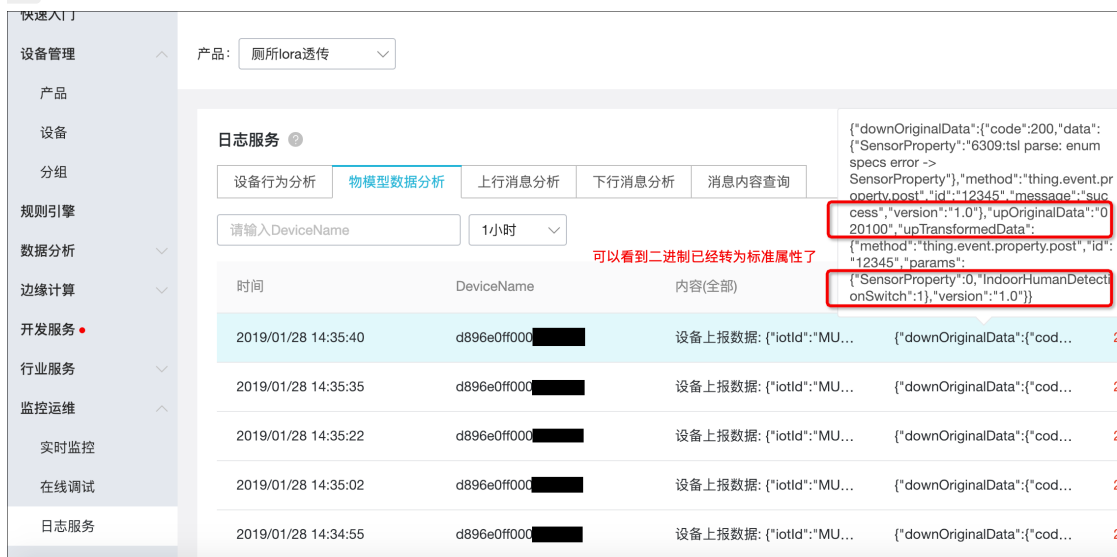 快速入门
设备管理
产品
设备
分组
规则引擎
数据分析
边缘计算
开发服务
行业服务
监控运维
实时监控
在线调试
日志服务
产品: 厕所lora透传
日志服务 ?
设备行为分析 物模型数据分析 上行消息分析 下行消息分析 消息内容查询
请输入DeviceName 1小时
可以看到二进制已经转为标准属性了
{"downOriginalData":{"code":200,"data":
{"SensorProperty":"6309:tsl parse: enum
specs error ->
SensorProperty"},"method":"thing.event.pr
operty.post","id":"12345","message":"suc
cess","version":"1.0"},"upOriginalData":"0
20100","upTransformedData":
{"method":"thing.event.property.post","id":
"12345","params":
{"SensorProperty":0,"IndoorHumanDetecti
onSwitch":1},"version":"1.0"}}
时间 DeviceName 内容(全部)
2019/01/28 14:35:40 d896e0ff000 设备上报数据: {"iotId":"MU... {"downOriginalData":{"cod... 2
2019/01/28 14:35:35 d896e0ff000 设备上报数据: {"iotId":"MU... {"downOriginalData":{"cod... 2
2019/01/28 14:35:22 d896e0ff000 设备上报数据: {"iotId":"MU... {"downOriginalData":{"cod... 2
2019/01/28 14:35:02 d896e0ff000 设备上报数据: {"iotId":"MU... {"downOriginalData":{"cod... 2
2019/01/28 14:34:55 d896e0ff000 设备上报数据: {"iotId":"MU... {"downOriginalData":{"cod... 2